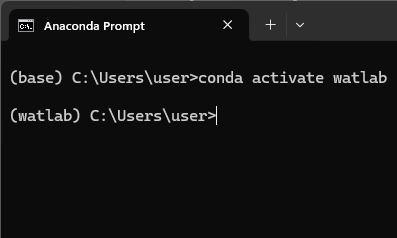 Anaconda Prompt
(base) C:\Users\user>conda activate watlab
(watlab) C:\Users\user>